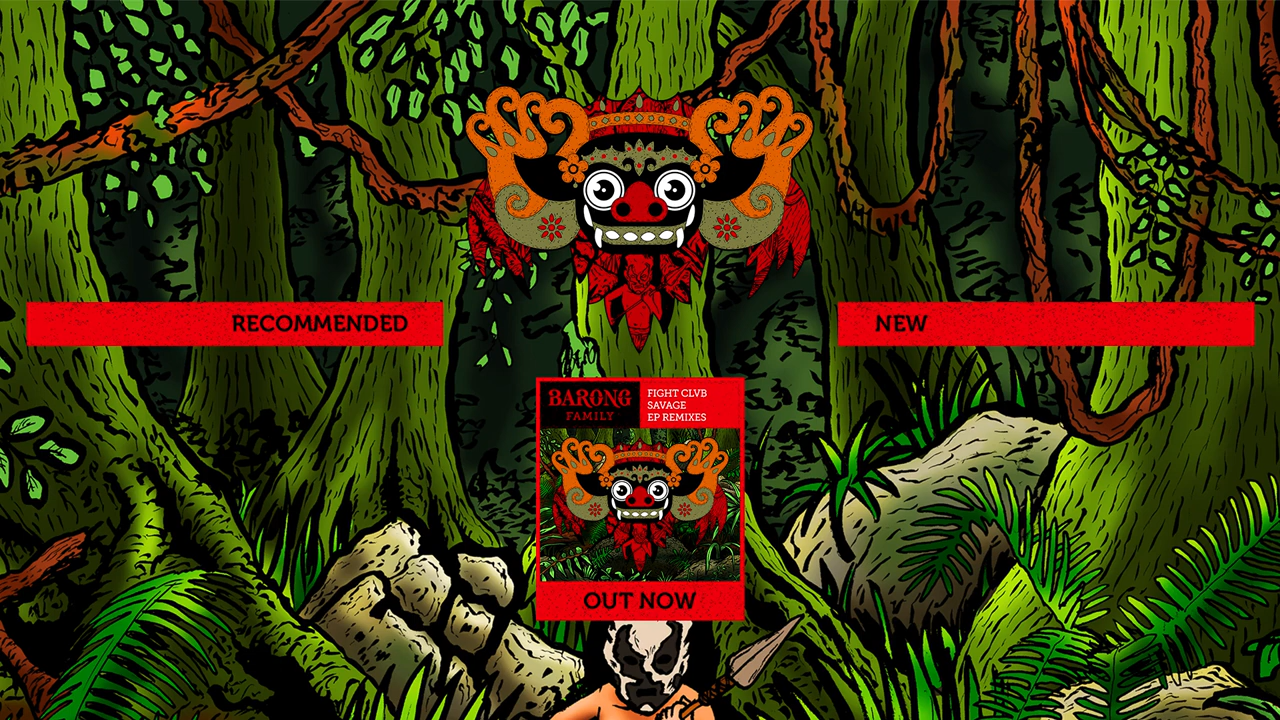 RECOMMENDED
NEW
BARONG
FAMILY
FIGHT CLVB
SAVAGE
EP REMIXES
OUT NOW